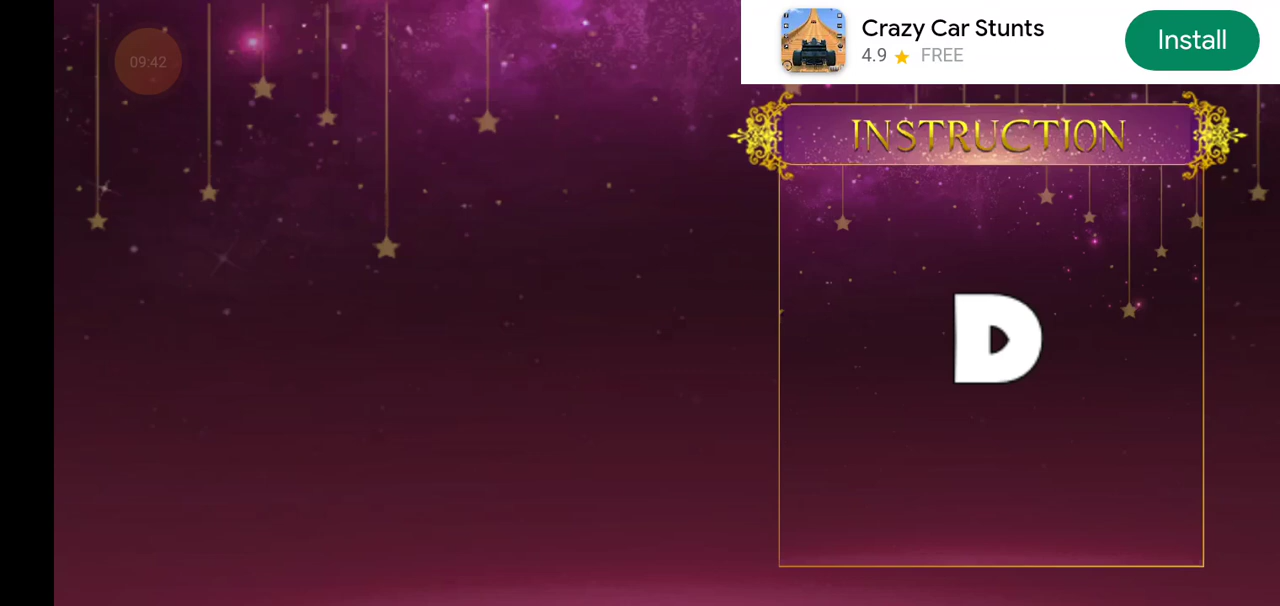 09:42
Crazy Car Stunts
4.9 ★ FREE
Install
INSTRUCTION
D